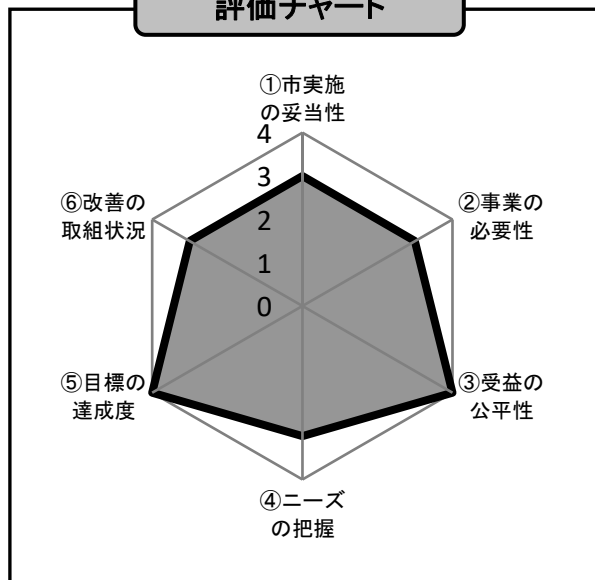 評価チャート
①市実施
の妥当性
4
3
2
1
0
②事業の
必要性
③受益の
公平性
④ニーズ
の把握
⑤目標の
達成度
⑥改善の
取組状況